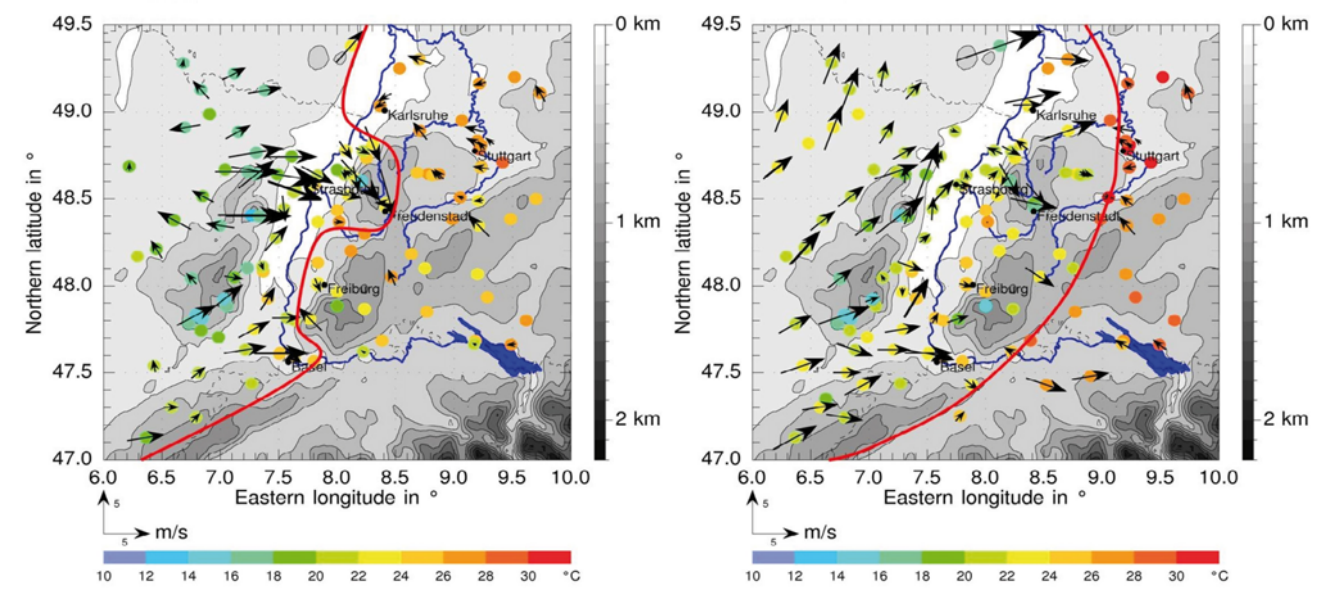 49.5
49.0
48.5
48.0
47.5
47.0
Northern latitude in °
6.0 6.5 7.0 7.5 8.0 8.5 9.0 9.5 10.0
Eastern longitude in °
Karlsruhe
Stuttgart
Strasbourg
Freudenstadt
Freiburg
Basel
0 km
1 km
2 km
5
5 m/s
10 12 14 16 18 20 22 24 26 28 30 °C
49.5
49.0
48.5
48.0
47.5
47.0
Northern latitude in °
6.0 6.5 7.0 7.5 8.0 8.5 9.0 9.5 10.0
Eastern longitude in °
Karlsruhe
Stuttgart
Strasbourg
Freudenstadt
Freiburg
Basel
0 km
1 km
2 km
5
5 m/s
10 12 14 16 18 20 22 24 26 28 30 °C